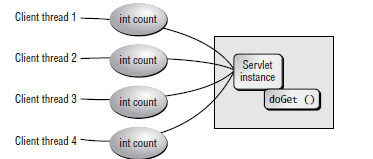 Client thread 1
int count
Client thread 2
int count
Servlet
instance
Client thread 3
int count
doGet ()
Client thread 4
int count